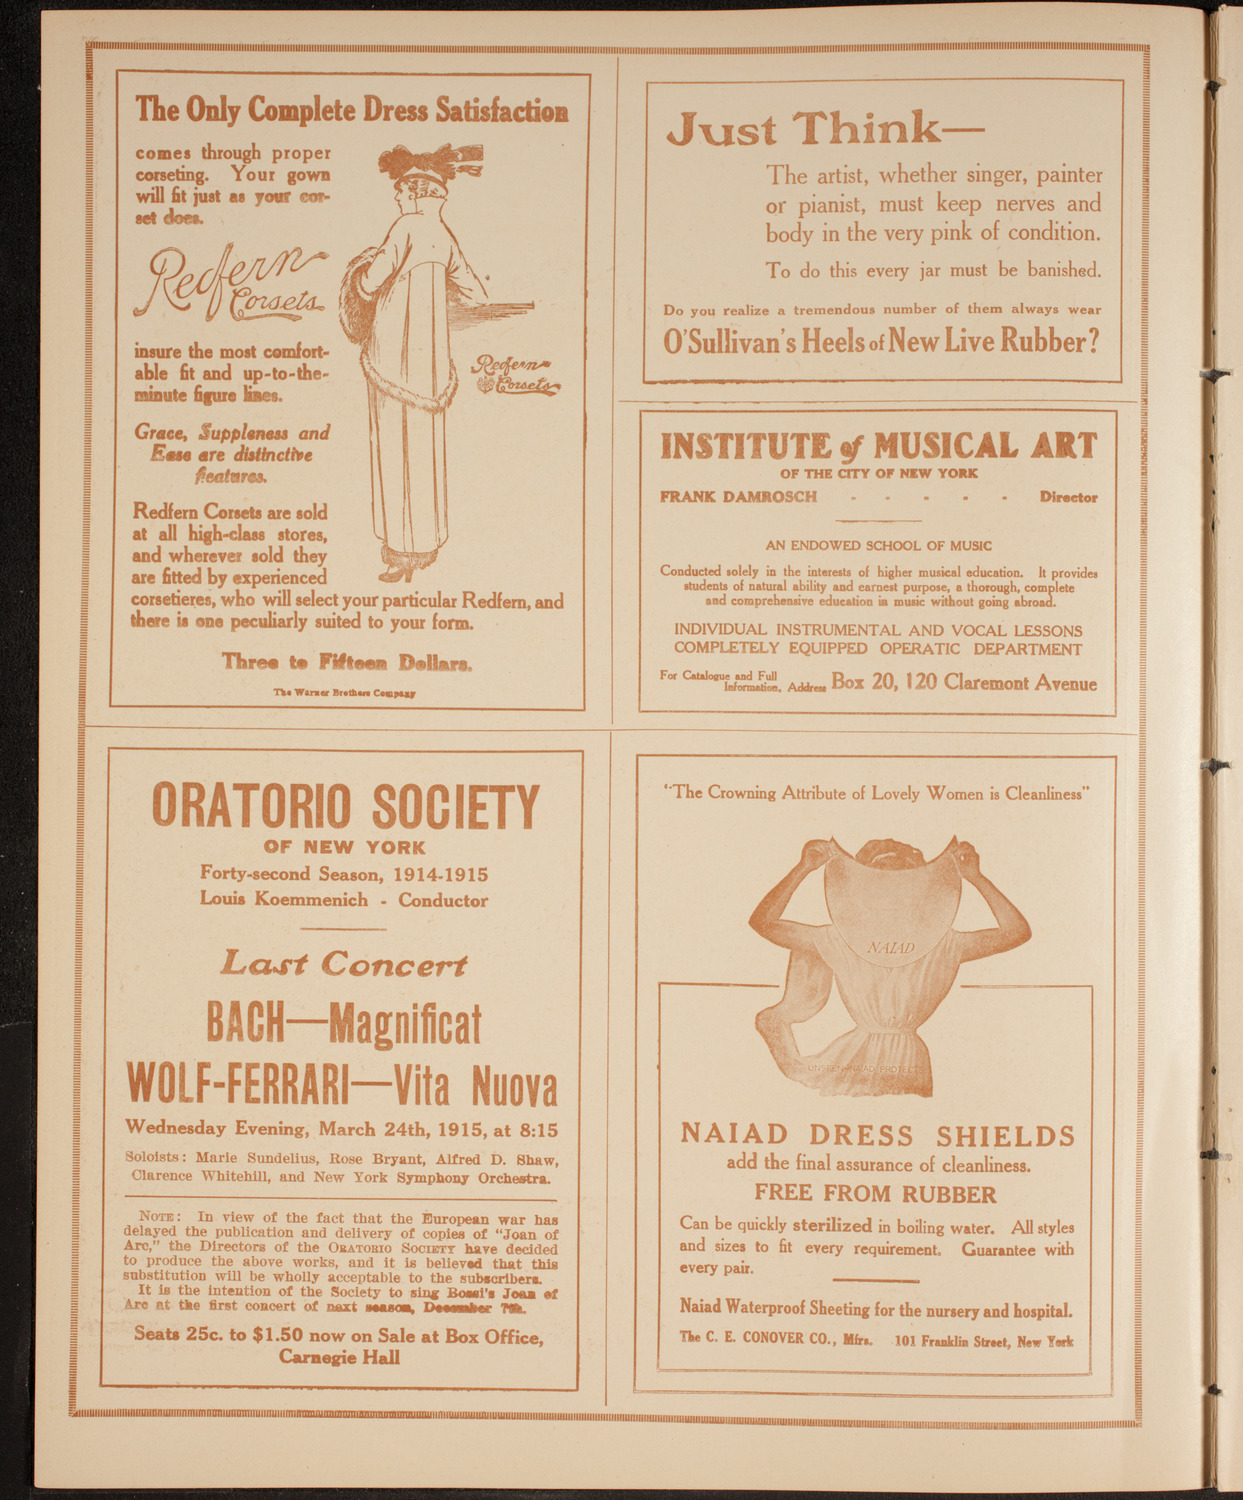 The Only Complete Dress Satisfaction
comes through proper
corseting. Your gown
will fit just as your cor-
set does.
Redfern
Corsets
insure the most comfort-
able fit and up-to-the-
minute figure lines.
Grace, Suppleness and
Ease are distinctive
features.
Redfern
Corsets
Redfern Corsets are sold
at all high-class stores,
and wherever sold they
are fitted by experienced
corsetieres, who will select your particular Redfern, and
there is one peculiarly suited to your form.
Three to Fifteen Dollars.
The Warner Brothers Company
Just Think—
The artist, whether singer, painter
or pianist, must keep nerves and
body in the very pink of condition.
To do this every jar must be banished.
Do you realize a tremendous number of them always wear
O'Sullivan's Heels of New Live Rubber?
INSTITUTE of MUSICAL ART
OF THE CITY OF NEW YORK
FRANK DAMROSCH - - - - - Director
AN ENDOWED SCHOOL OF MUSIC
Conducted solely in the interests of higher musical education. It provides
students of natural ability and earnest purpose, a thorough, complete
and comprehensive education in music without going abroad.
INDIVIDUAL INSTRUMENTAL AND VOCAL LESSONS
COMPLETELY EQUIPPED OPERATIC DEPARTMENT
For Catalogue and Full
Information, Address Box 20, 120 Claremont Avenue
ORATORIO SOCIETY
OF NEW YORK
Forty-second Season, 1914-1915
Louis Koemmenich - Conductor
Last Concert
BACH—Magnificat
WOLF-FERRARI—Vita Nuova
Wednesday Evening, March 24th, 1915, at 8:15
Soloists: Marie Sundelius, Rose Bryant, Alfred D. Shaw,
Clarence Whitehill, and New York Symphony Orchestra.
NOTE: In view of the fact that the European war has
delayed the publication and delivery of copies of "Joan of
Arc," the Directors of the ORATORIO SOCIETY have decided
to produce the above works, and it is believed that this
substitution will be wholly acceptable to the subscribers.
It is the intention of the Society to sing Bossi's Joan of
Arc at the first concert of next season, December 7th.
Seats 25c. to $1.50 now on Sale at Box Office,
Carnegie Hall
"The Crowning Attribute of Lovely Women is Cleanliness"
NAIAD
UNSEEN—NAIAD PROTECTS
NAIAD DRESS SHIELDS
add the final assurance of cleanliness.
FREE FROM RUBBER
Can be quickly sterilized in boiling water. All styles
and sizes to fit every requirement. Guarantee with
every pair.
Naiad Waterproof Sheeting for the nursery and hospital.
The C. E. CONOVER CO., Mfrs. 101 Franklin Street, New York